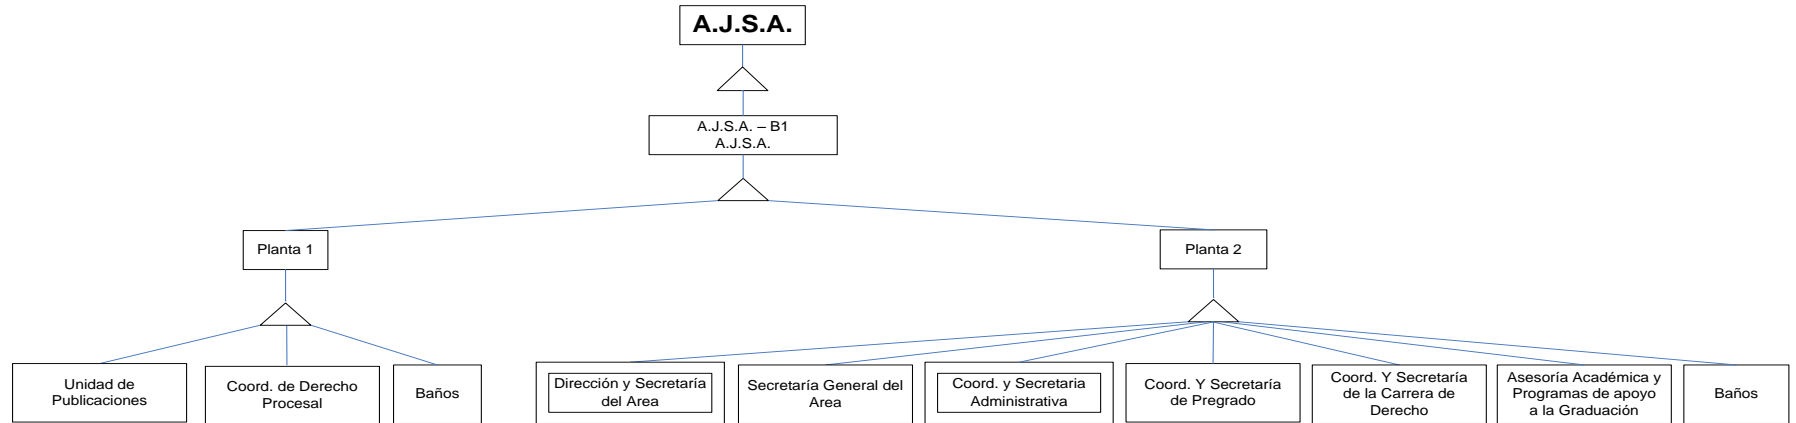 A.J.S.A.
A.J.S.A. – B1
A.J.S.A.
Planta 1
Planta 2
Unidad de
Publicaciones
Coord. de Derecho
Procesal
Baños
Dirección y Secretaría
del Area
Secretaría General del
Area
Coord. y Secretaria
Administrativa
Coord. Y Secretaría
de Pregrado
Coord. Y Secretaría
de la Carrera de
Derecho
Asesoría Académica y
Programas de apoyo
a la Graduación
Baños